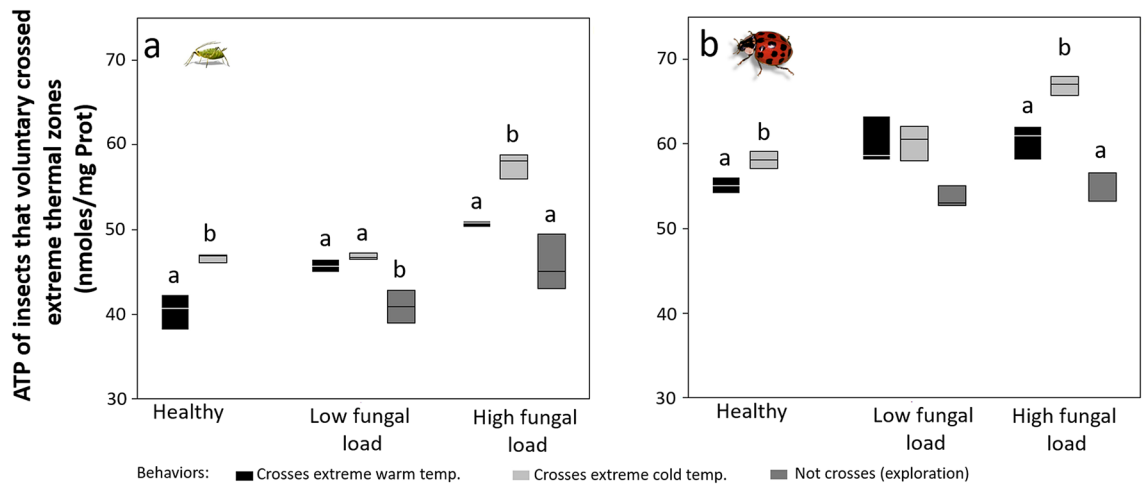 ATP of insects that voluntary crossed
extreme thermal zones
(nmoles/mg Prot)
a
70
60
50
40
30
a
b
a
a
b
a
b
a
Healthy
Low fungal
load
High fungal
load
b
70
60
50
40
30
a
b
a
b
a
Healthy
Low fungal
load
High fungal
load
Behaviors: Crosses extreme warm temp. Crosses extreme cold temp. Not crosses (exploration)